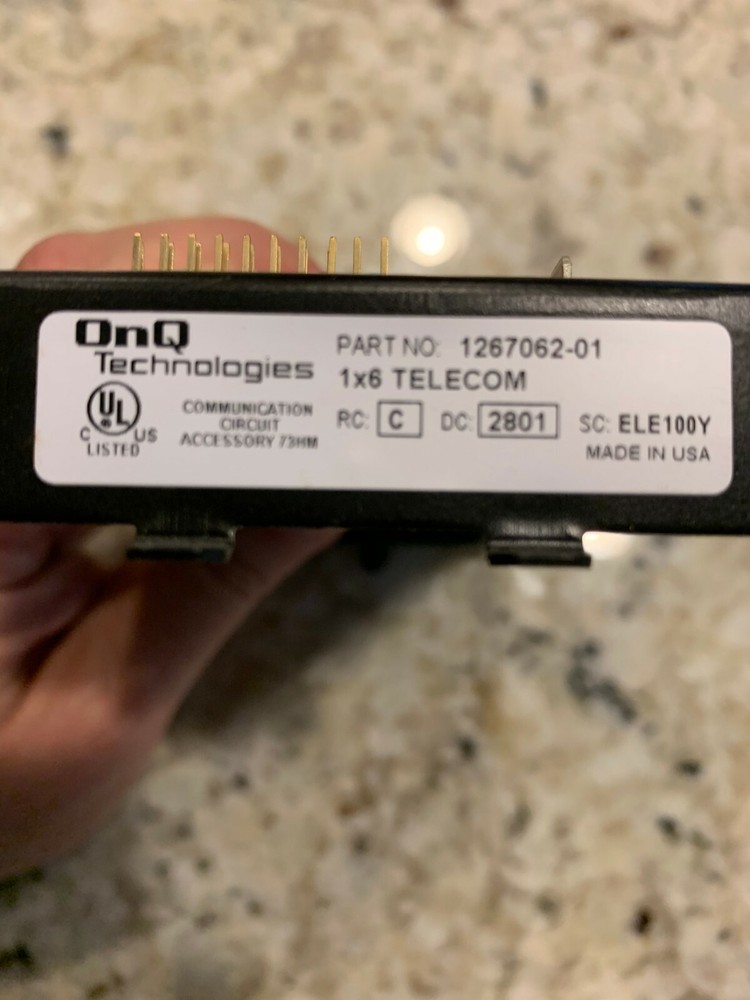 OnQ
Technologies
UL
®
C US
LISTED
COMMUNICATION
CIRCUIT
ACCESSORY 73HM
PART NO: 1267062-01
1x6 TELECOM
RC: C DC: 2801 SC: ELE100Y
MADE IN USA